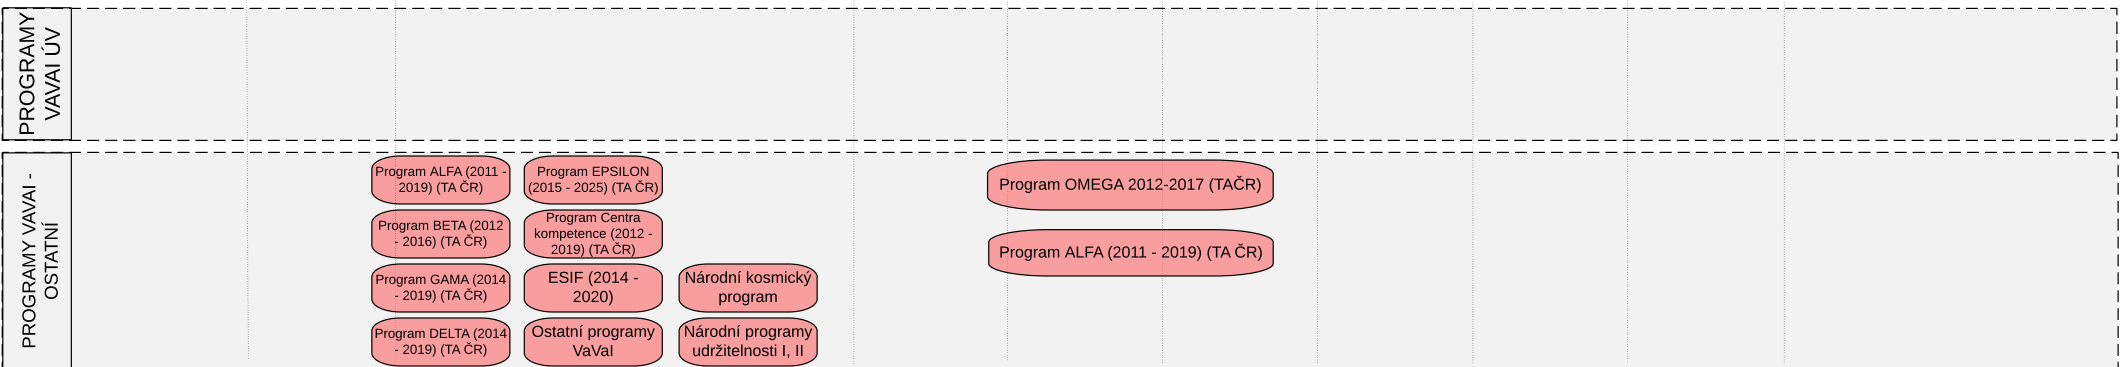 PROGRAMY
VAVAI ÚV
PROGRAMY VAVAI -
OSTATNÍ
Program ALFA (2011 -
2019) (TA ČR)
Program EPSILON
(2015 - 2025) (TA ČR)
Program OMEGA 2012-2017 (TAČR)
Program BETA (2012
- 2016) (TA ČR)
Program Centra
kompetence (2012 -
2019) (TA ČR)
Program ALFA (2011 - 2019) (TA ČR)
Program GAMA (2014
- 2019) (TA ČR)
ESIF (2014 -
2020)
Národní kosmický
program
Program DELTA (2014
- 2019) (TA ČR)
Ostatní programy
VaVaI
Národní programy
udržitelnosti I, II